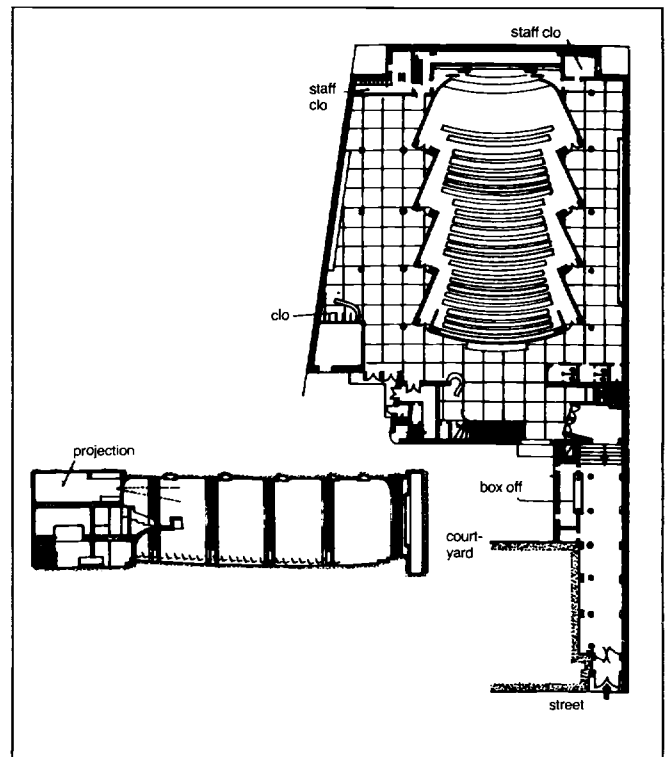 staff clo
staff
clo
clo
projection
box off
court-
yard
street